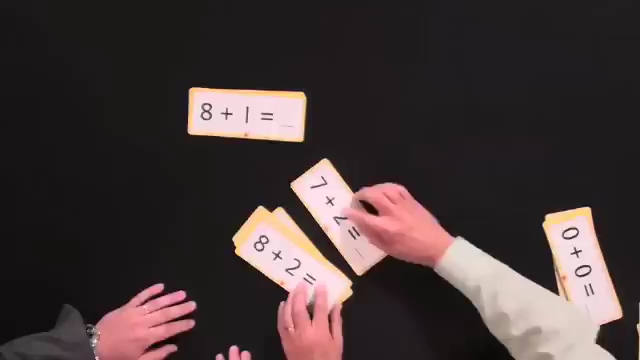 8 + 1 = _
7 + 2 = _
8 + 2 =
0 + 0 =